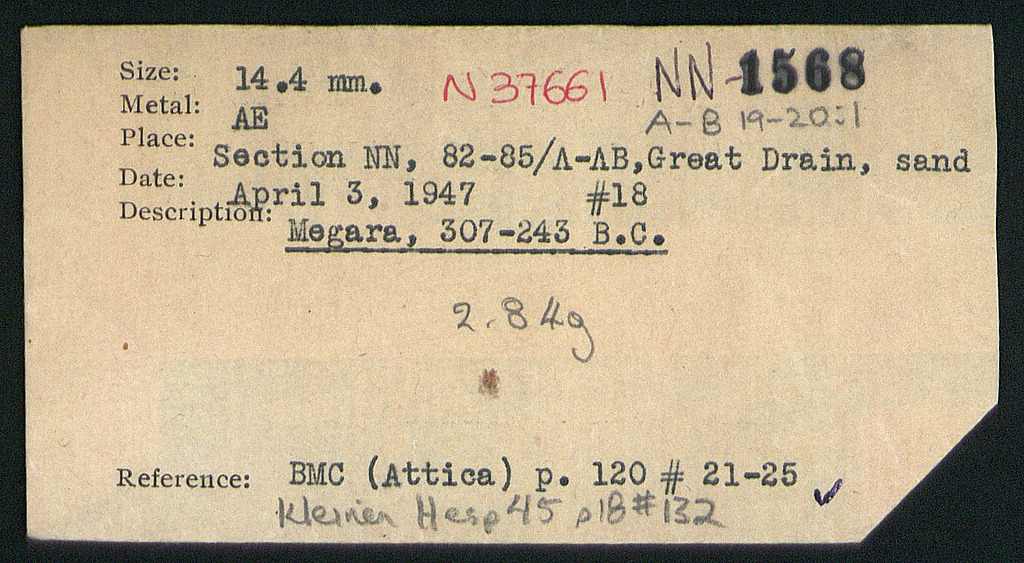 Size: 14.4 mm. N 37661 NN-1568
Metal: AE A-B 19-20:1
Place: Section NN, 82-85/A-AB, Great Drain, sand
Date: April 3, 1947 #18
Description: Megara, 307-243 B.C.
2.84g
Reference: BMC (Attica) p. 120 # 21-25
Kleiner Hesp 45 p18 #132